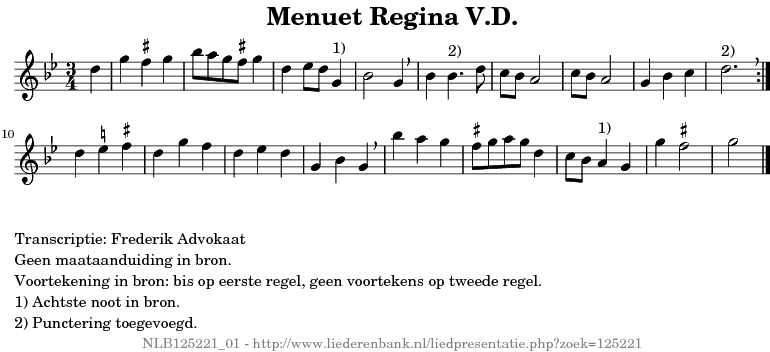 Menuet Regina V.D.
1)
2)
2)
3
4
10
1)
Transcriptie: Frederik Advokaat
Geen maataanduiding in bron.
Voortekening in bron: bis op eerste regel, geen voortekens op tweede regel.
1) Achtste noot in bron.
2) Punctering toegevoegd.
NLB125221_01 - http://www.liederenbank.nl/liedpresentatie.php?zoek=125221